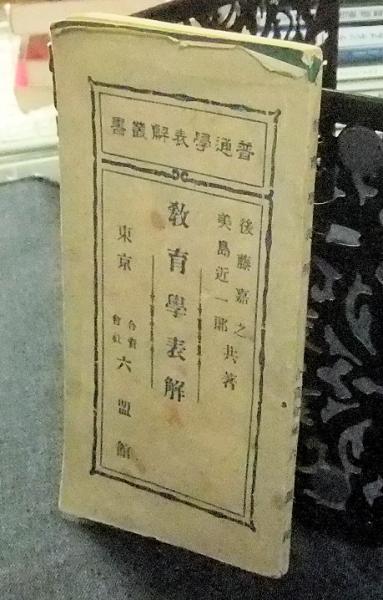 普通學表解叢書
後藤嘉之
美島近一郎
共著
教育學表解
東京
合資會社
六盟館